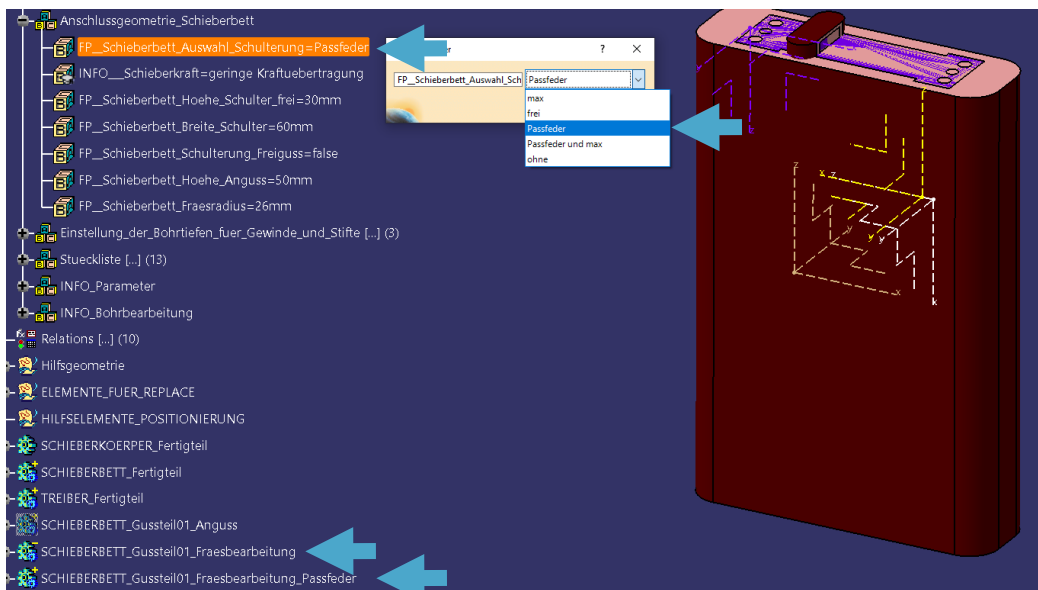 Anschlussgeometrie_Schieberbett
FP__Schieberbett_Auswahl_Schulterung=Passfeder
INFO___Schieberkraft=geringe Kraftuebertragung
FP__Schieberbett_Hoehe_Schulter_frei=30mm
FP__Schieberbett_Breite_Schulter=60mm
FP__Schieberbett_Schulterung_Freiguss=false
FP__Schieberbett_Hoehe_Anguss=50mm
FP__Schieberbett_Fraesradius=26mm
Einstellung_der_Bohrtiefen_fuer_Gewinde_und_Stifte [...] (3)
Stueckliste [...] (13)
INFO_Parameter
INFO_Bohrbearbeitung
Relations [...] (10)
Hilfsgeometrie
ELEMENTE_FUER_REPLACE
HILFSELEMENTE_POSITIONIERUNG
SCHIEBERKOERPER_Fertigteil
SCHIEBERBETT_Fertigteil
TREIBER_Fertigteil
SCHIEBERBETT_Gussteil01_Anguss
SCHIEBERBETT_Gussteil01_Fraesbearbeitung
SCHIEBERBETT_Gussteil01_Fraesbearbeitung_Passfeder
? ×
FP__Schieberbett_Auswahl_Sch Passfeder
max
frei
Passfeder
Passfeder und max
ohne
z
x z
y y
x
x